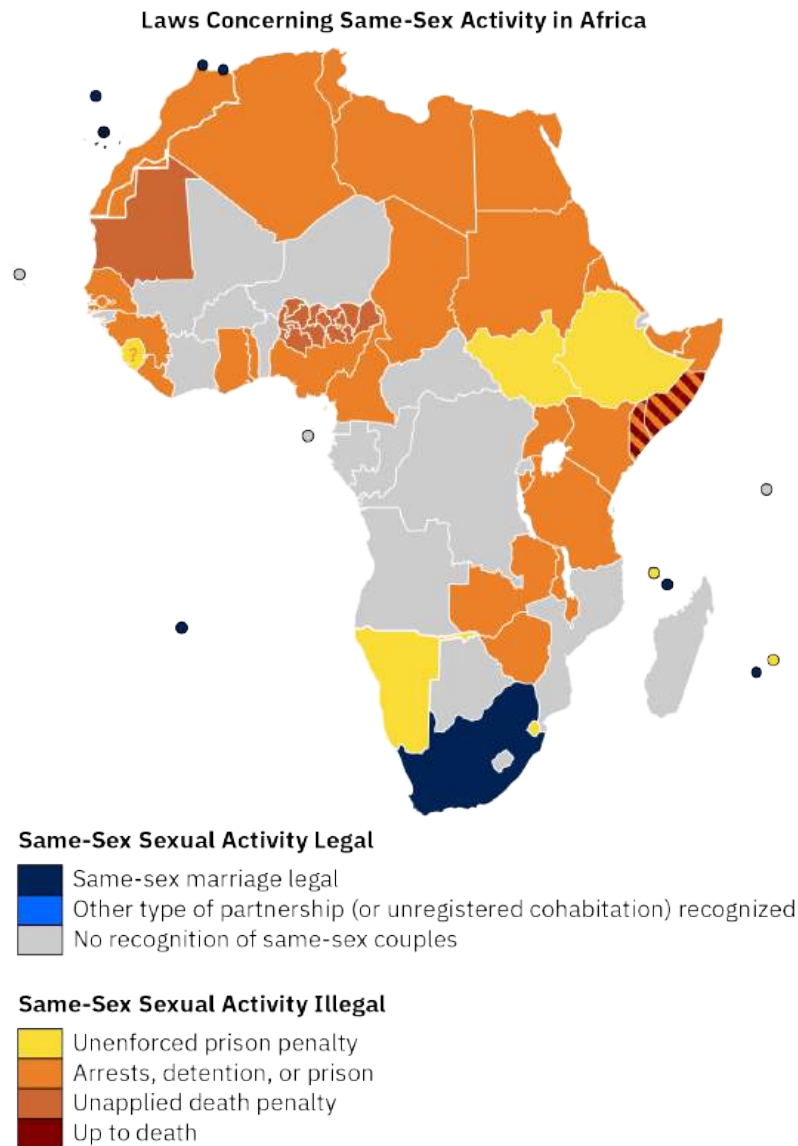 Laws Concerning Same-Sex Activity in Africa
?
Same-Sex Sexual Activity Legal
Same-sex marriage legal
Other type of partnership (or unregistered cohabitation) recognized
No recognition of same-sex couples
Same-Sex Sexual Activity Illegal
Unenforced prison penalty
Arrests, detention, or prison
Unapplied death penalty
Up to death